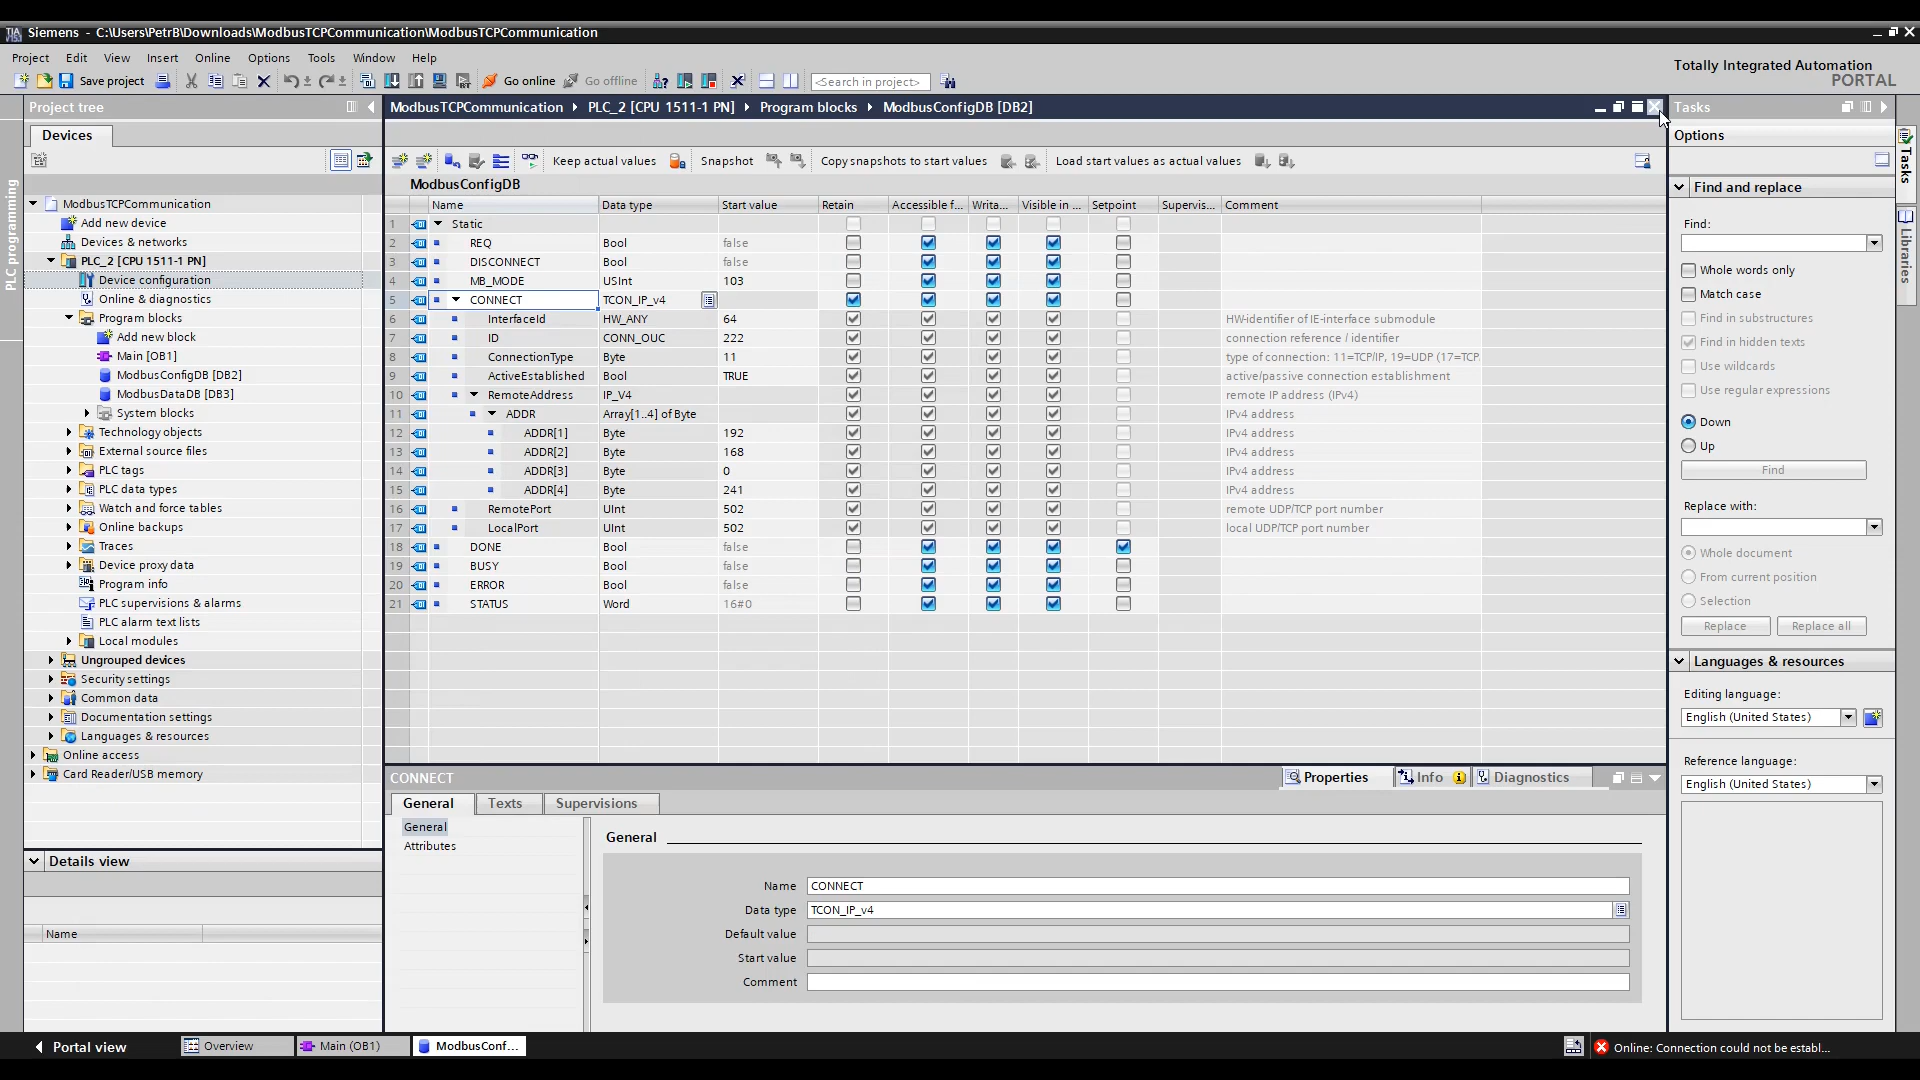 Siemens - C:\Users\PetrB\Downloads\ModbusTCPCommunication\ModbusTCPCommunication
Project Edit View Insert Online Options Tools Window Help
Save project Go online Go offline <Search in project>
Totally Integrated Automation
PORTAL
Project tree
ModbusTCPCommunication PLC_2 [CPU 1511-1 PN] Program blocks ModbusConfigDB [DB2]
Tasks
Devices
Options
PLC programming
Tasks
Libraries
ModbusTCPCommunication
Add new device
Devices & networks
PLC_2 [CPU 1511-1 PN]
Device configuration
Online & diagnostics
Program blocks
Add new block
Main [OB1]
ModbusConfigDB [DB2]
ModbusDataDB [DB3]
System blocks
Technology objects
External source files
PLC tags
PLC data types
Watch and force tables
Online backups
Traces
Device proxy data
Program info
PLC supervisions & alarms
PLC alarm text lists
Local modules
Ungrouped devices
Security settings
Common data
Documentation settings
Languages & resources
Online access
Card Reader/USB memory
Details view
Name
Keep actual values Snapshot Copy snapshots to start values Load start values as actual values
ModbusConfigDB
Name Data type Start value Retain Accessible f... Writa... Visible in ... Setpoint Supervis... Comment
1 Static
2 REQ Bool false
3 DISCONNECT Bool false
4 MB_MODE USInt 103
5 CONNECT TCON_IP_v4
6 InterfaceId HW_ANY 64 HW-identifier of IE-interface submodule
7 ID CONN_OUC 222 connection reference / identifier
8 ConnectionType Byte 11 type of connection: 11=TCP/IP, 19=UDP (17=TCP.
9 ActiveEstablished Bool TRUE active/passive connection establishment
10 RemoteAddress IP_V4 remote IP address (IPv4)
11 ADDR Array[1..4] of Byte IPv4 address
12 ADDR[1] Byte 192 IPv4 address
13 ADDR[2] Byte 168 IPv4 address
14 ADDR[3] Byte 0 IPv4 address
15 ADDR[4] Byte 241 IPv4 address
16 RemotePort UInt 502 remote UDP/TCP port number
17 LocalPort UInt 502 local UDP/TCP port number
18 DONE Bool false
19 BUSY Bool false
20 ERROR Bool false
21 STATUS Word 16#0
CONNECT
Properties Info Diagnostics
General Texts Supervisions
General
Attributes
General
Name CONNECT
Data type TCON_IP_v4
Default value
Start value
Comment
Find and replace
Find:
Whole words only
Match case
Find in substructures
Find in hidden texts
Use wildcards
Use regular expressions
Down
Up
Find
Replace with:
Whole document
From current position
Selection
Replace Replace all
Languages & resources
Editing language:
English (United States)
Reference language:
English (United States)
Portal view Overview Main (OB1) ModbusConf... Online: Connection could not be establ...